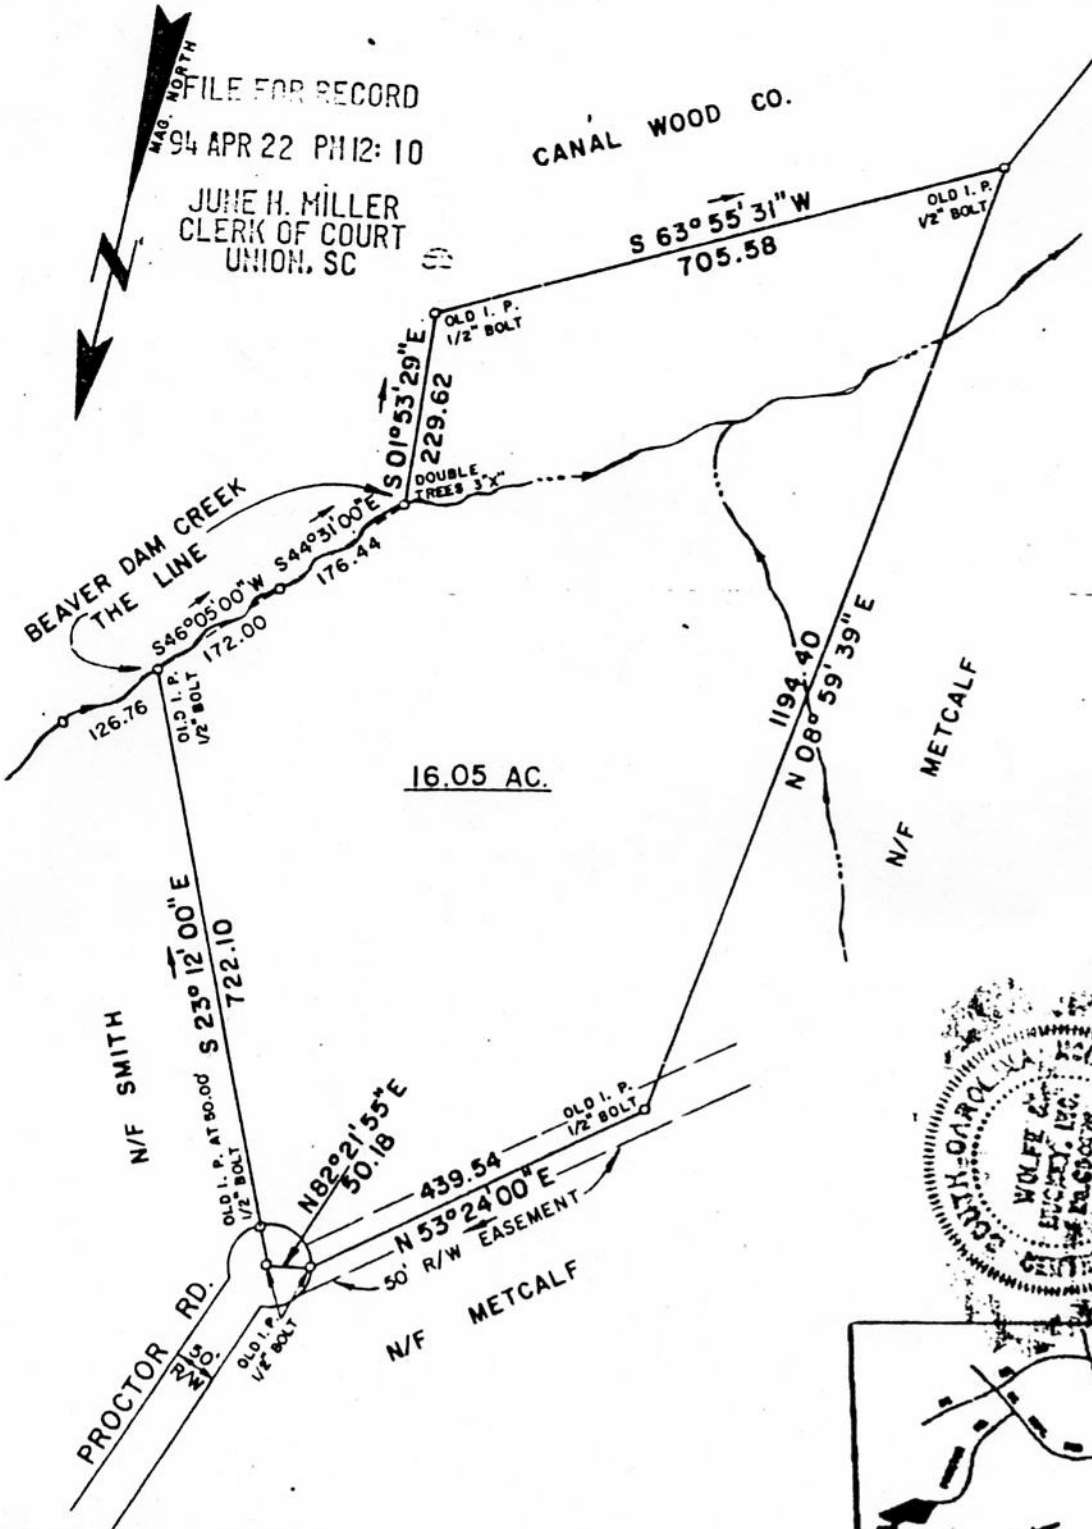 MAG. NORTH
FILE FOR RECORD
94 APR 22 PM 12: 10
JUNE H. MILLER
CLERK OF COURT
UNION, SC
N
CANAL WOOD CO.
S 63° 55' 31" W
705.58
OLD I. P.
1/2" BOLT
OLD I. P.
1/2" BOLT
S 01° 53' 29" E
229.62
DOUBLE
TREES 3"X"
BEAVER DAM CREEK
THE LINE
S44°31'00"E
176.44
S46°05'00"W
172.00
126.76
OLD I. P.
1/2" BOLT
16.05 AC.
1194.40
N 08° 59' 39" E
N/F METCALF
S 23° 12' 00" E
722.10
N/F SMITH
OLD I. P. AT 50.00'
1/2" BOLT
N82°21'55"E
50.18
OLD I. P.
1/2" BOLT
439.54
N 53° 24' 00" E
50' R/W EASEMENT
N/F METCALF
OLD I. P.
1/2" BOLT
PROCTOR RD.
50'
R/W
SOUTH CAROLINA
WOLFE &